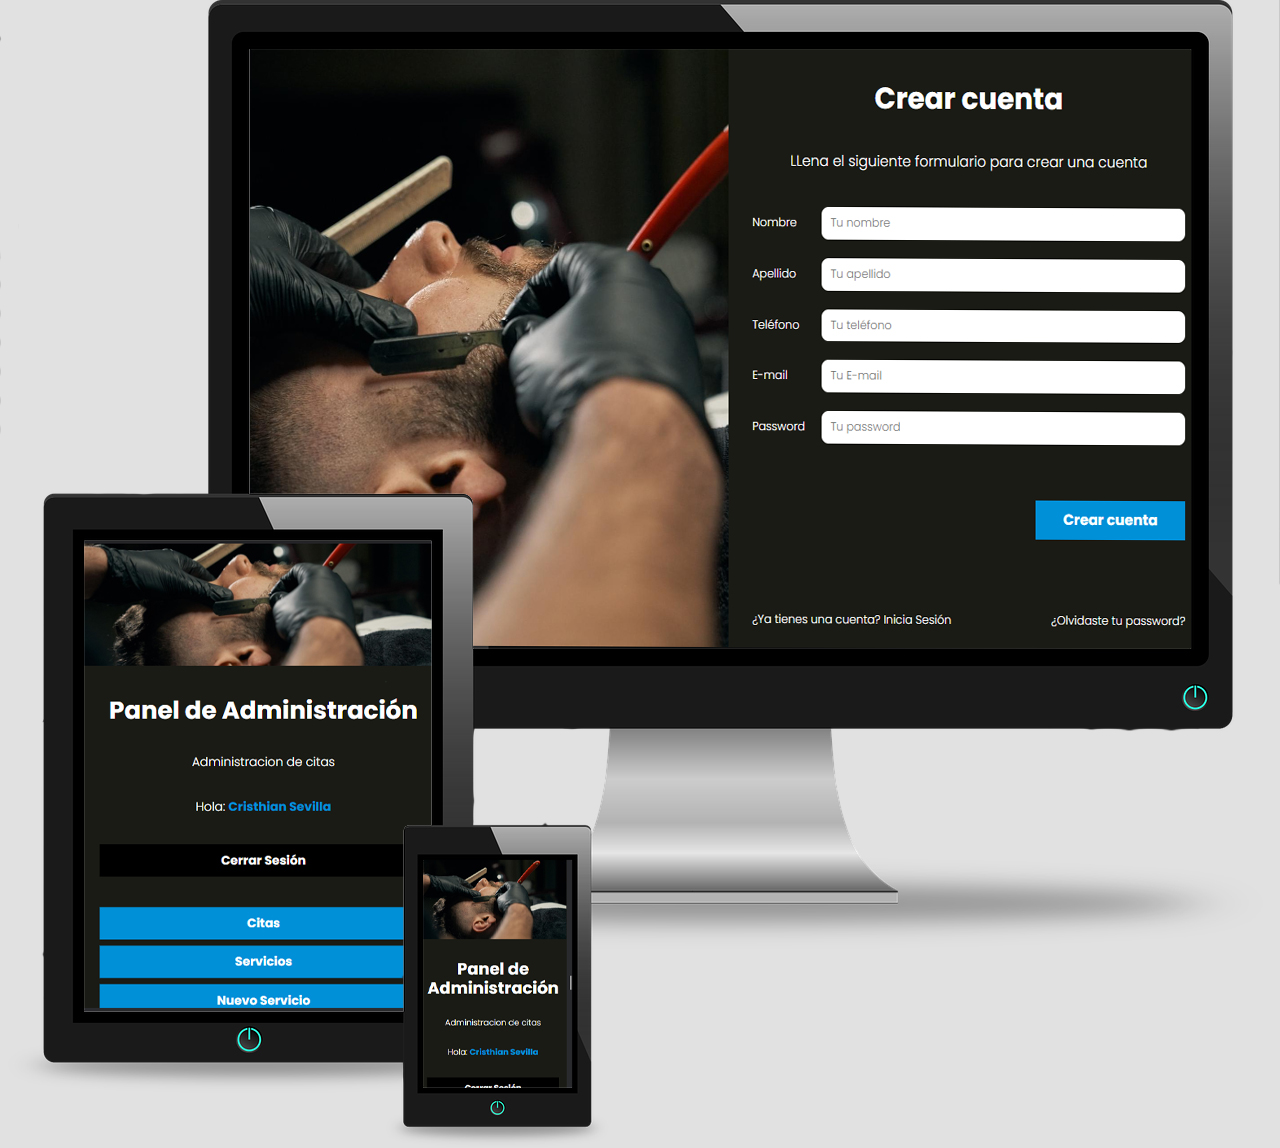 Crear cuenta
LLena el siguiente formulario para crear una cuenta
Nombre
Tu nombre
Apellido
Tu apellido
Teléfono
Tu teléfono
E-mail
Tu E-mail
Password
Tu password
Crear cuenta
¿Ya tienes una cuenta? Inicia Sesión
¿Olvidaste tu password?
Panel de Administración
Administracion de citas
Hola: Cristhian Sevilla
Cerrar Sesión
Citas
Servicios
Nuevo Servicio
Panel de
Administración
Administracion de citas
Hola: Cristhian Sevilla
Cerrar Sesión